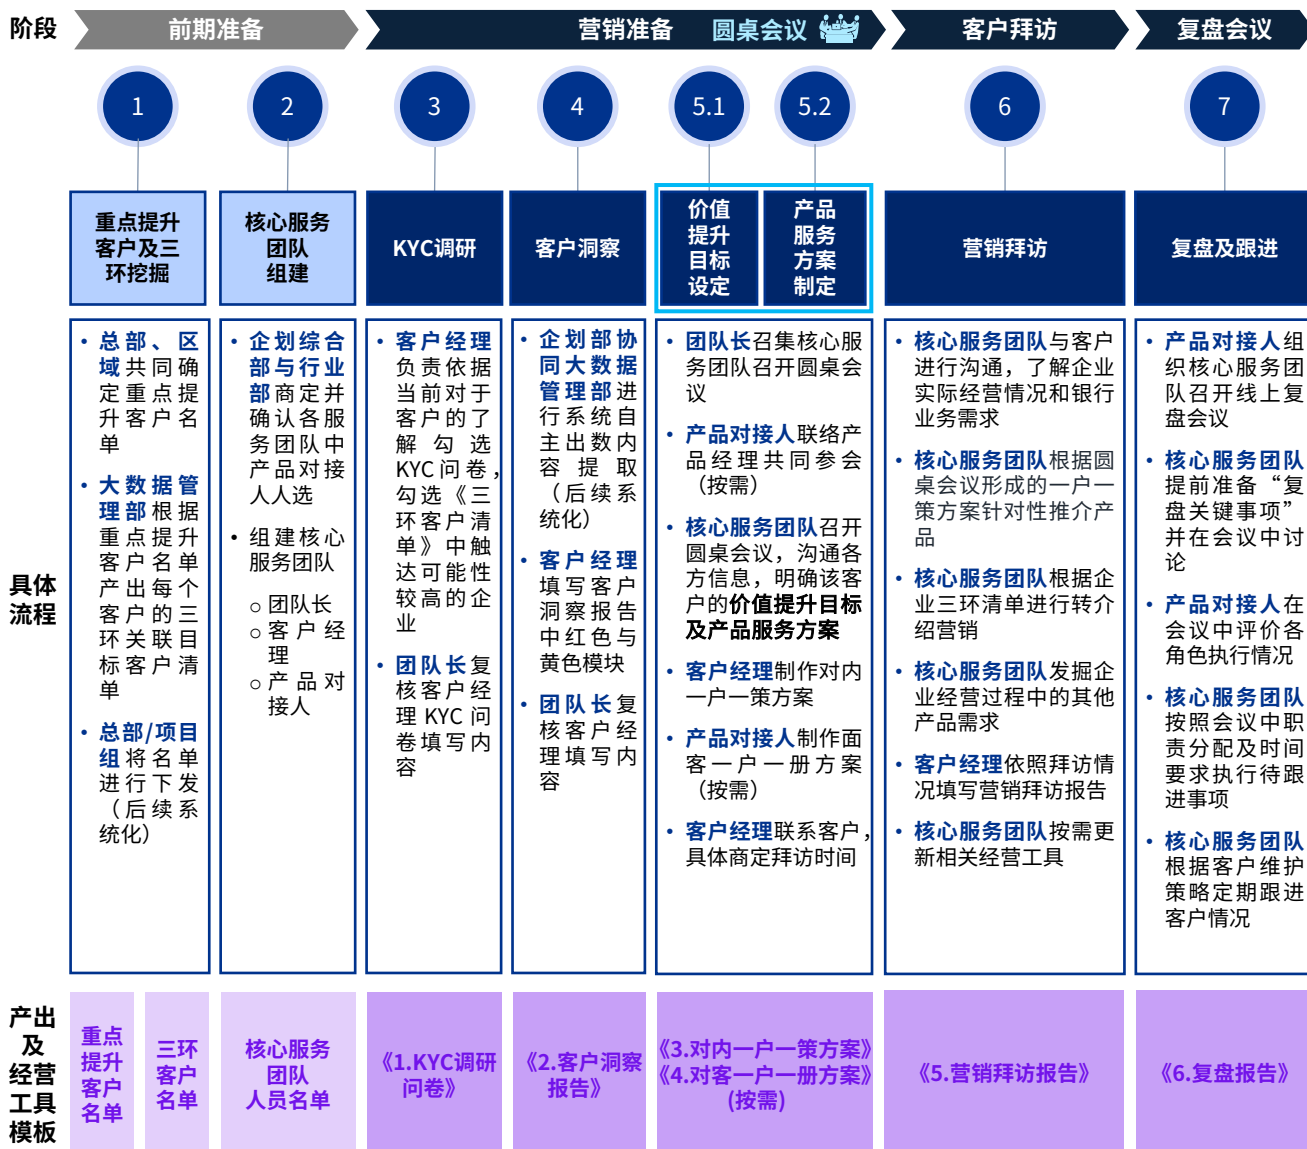 阶段
前期准备
营销准备
圆桌会议
客户拜访
复盘会议
1
2
3
4
5.1
5.2
6
7
重点提升
客户及三
环挖掘
核心服务
团队
组建
KYC调研
客户洞察
价值
提升
目标
设定
产品
服务
方案
制定
营销拜访
复盘及跟进
具体
流程
• 总部、区
域共同确
定重点提
升客户名
单
• 大数据管
理部根据
重点提升
客户名单
产出每个
客户的三
环关联目
标客户清
单
• 总部/项目
组将名单
进行下发
（后续系
统化）
• 企划综合
部与行业
部商定并
确认各服
务团队中
产品对接
人人选
• 组建核心
服务团队
○ 团队长
○ 客户经
理
○ 产品对
接人
• 客户经理
负责依据
当前对于
客户的了
解勾选
KYC问卷，
勾选《三
环客户清
单》中触
达可能性
较高的企
业
• 团队长复
核客户经
理KYC问
卷填写内
容
• 企划部协
同大数据
管理部进
行系统自
主出数内
容提取
（后续系
统化）
• 客户经理
填写客户
洞察报告
中红色与
黄色模块
• 团队长复
核客户经
理填写内
容
• 团队长召集核心服
务团队召开圆桌会
议
• 产品对接人联络产
品经理共同参会
（按需）
• 核心服务团队召开
圆桌会议，沟通各
方信息，明确该客
户的价值提升目标
及产品服务方案
• 客户经理制作对内
一户一策方案
• 产品对接人制作面
客一户一册方案
（按需）
• 客户经理联系客户，
具体商定拜访时间
• 核心服务团队与客户
进行沟通，了解企业
实际经营情况和银行
业务需求
• 核心服务团队根据圆
桌会议形成的一户一
策方案针对性推介产
品
• 核心服务团队根据企
业三环清单进行转介
绍营销
• 核心服务团队发掘企
业经营过程中的其他
产品需求
• 客户经理依照拜访情
况填写营销拜访报告
• 核心服务团队按需更
新相关经营工具
• 产品对接人组
织核心服务团
队召开线上复
盘会议
• 核心服务团队
提前准备“复
盘关键事项”
并在会议中讨
论
• 产品对接人在
会议中评价各
角色执行情况
• 核心服务团队
按照会议中职
责分配及时间
要求执行待跟
进事项
• 核心服务团队
根据客户维护
策略定期跟进
客户情况
产出
及
经营
工具
模板
重点
提升
客户
名单
三环
客户
名单
核心服务
团队
人员名单
《1.KYC调研
问卷》
《2.客户洞察
报告》
《3.对内一户一策方案》
《4.对客一户一册方案》
(按需)
《5.营销拜访报告》
《6.复盘报告》